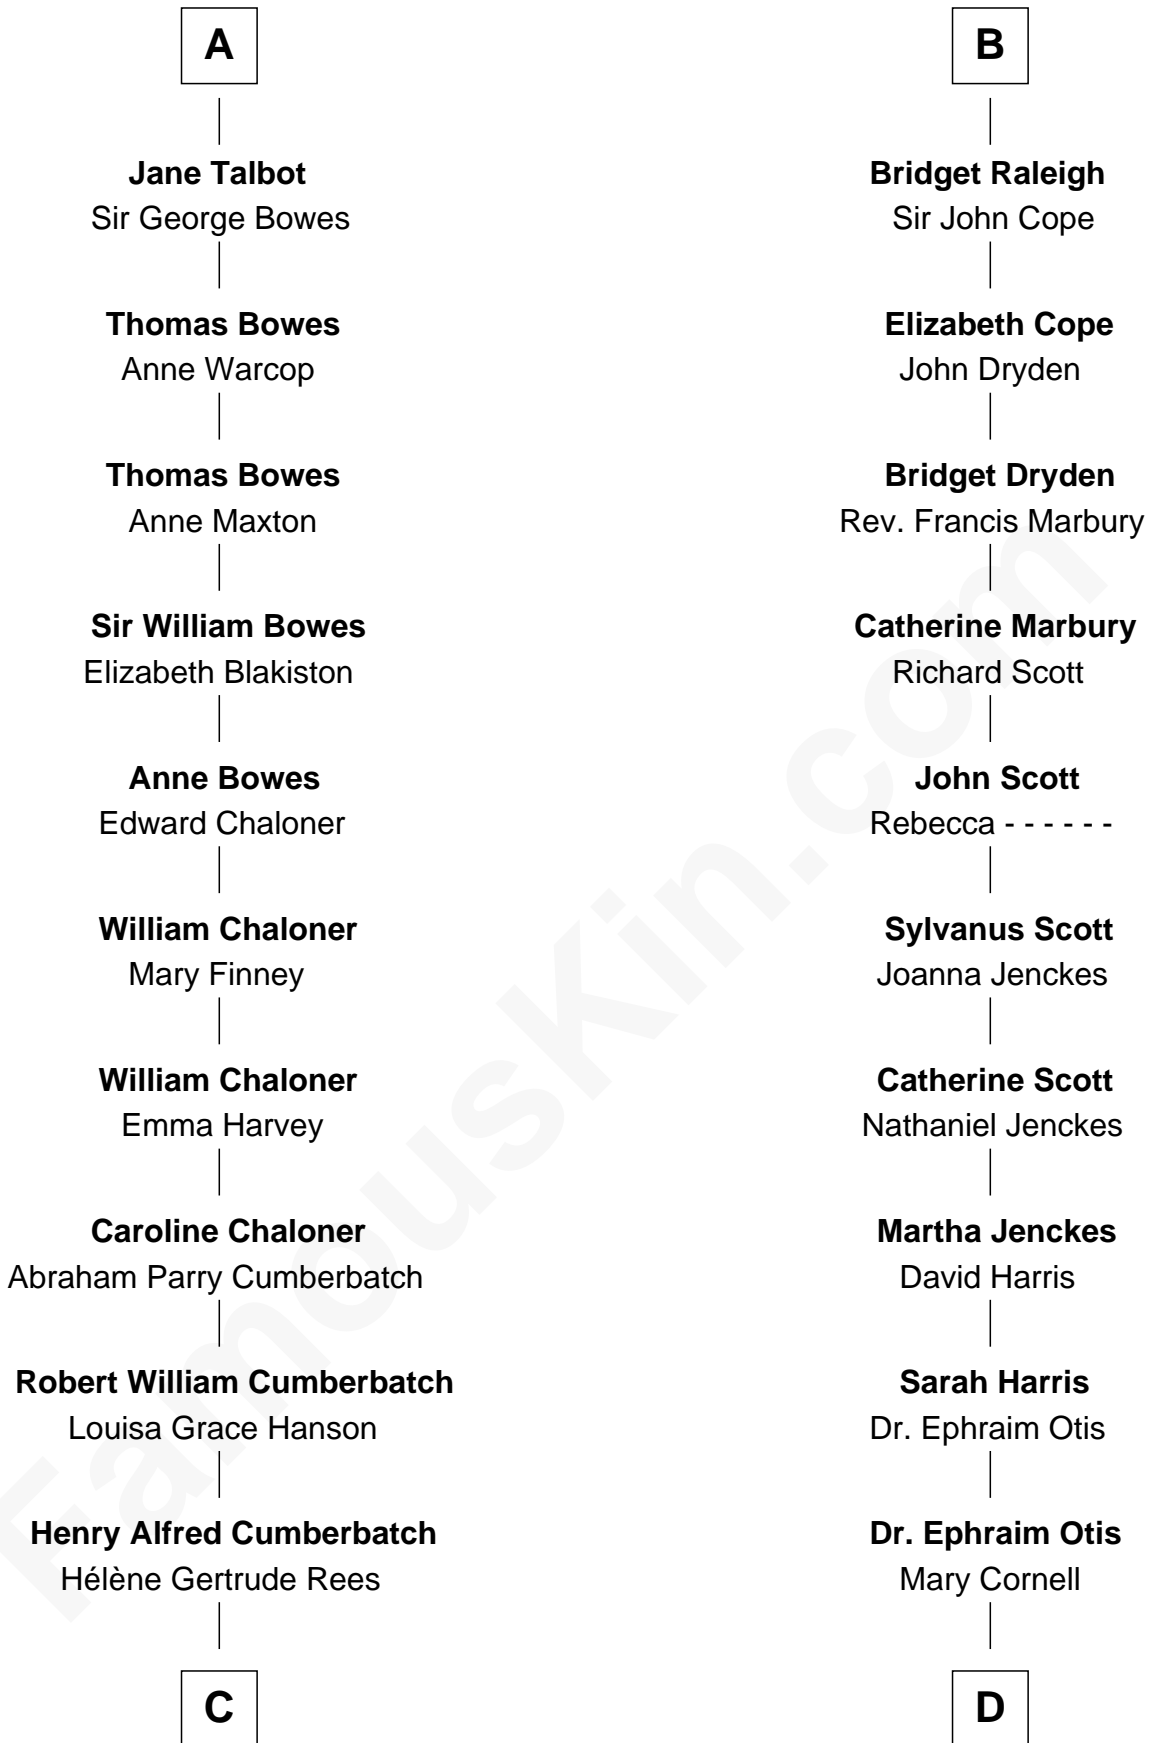 A
Jane Talbot
Sir George Bowes
Thomas Bowes
Anne Warcop
Thomas Bowes
Anne Maxton
Sir William Bowes
Elizabeth Blakiston
Anne Bowes
Edward Chaloner
William Chaloner
Mary Finney
William Chaloner
Emma Harvey
Caroline Chaloner
Abraham Parry Cumberbatch
Robert William Cumberbatch
Louisa Grace Hanson
Henry Alfred Cumberbatch
Hélène Gertrude Rees
C
B
Bridget Raleigh
Sir John Cope
Elizabeth Cope
John Dryden
Bridget Dryden
Rev. Francis Marbury
Catherine Marbury
Richard Scott
John Scott
Rebecca - - - - - -
Sylvanus Scott
Joanna Jenckes
Catherine Scott
Nathaniel Jenckes
Martha Jenckes
David Harris
Sarah Harris
Dr. Ephraim Otis
Dr. Ephraim Otis
Mary Cornell
D
FamousKin.com